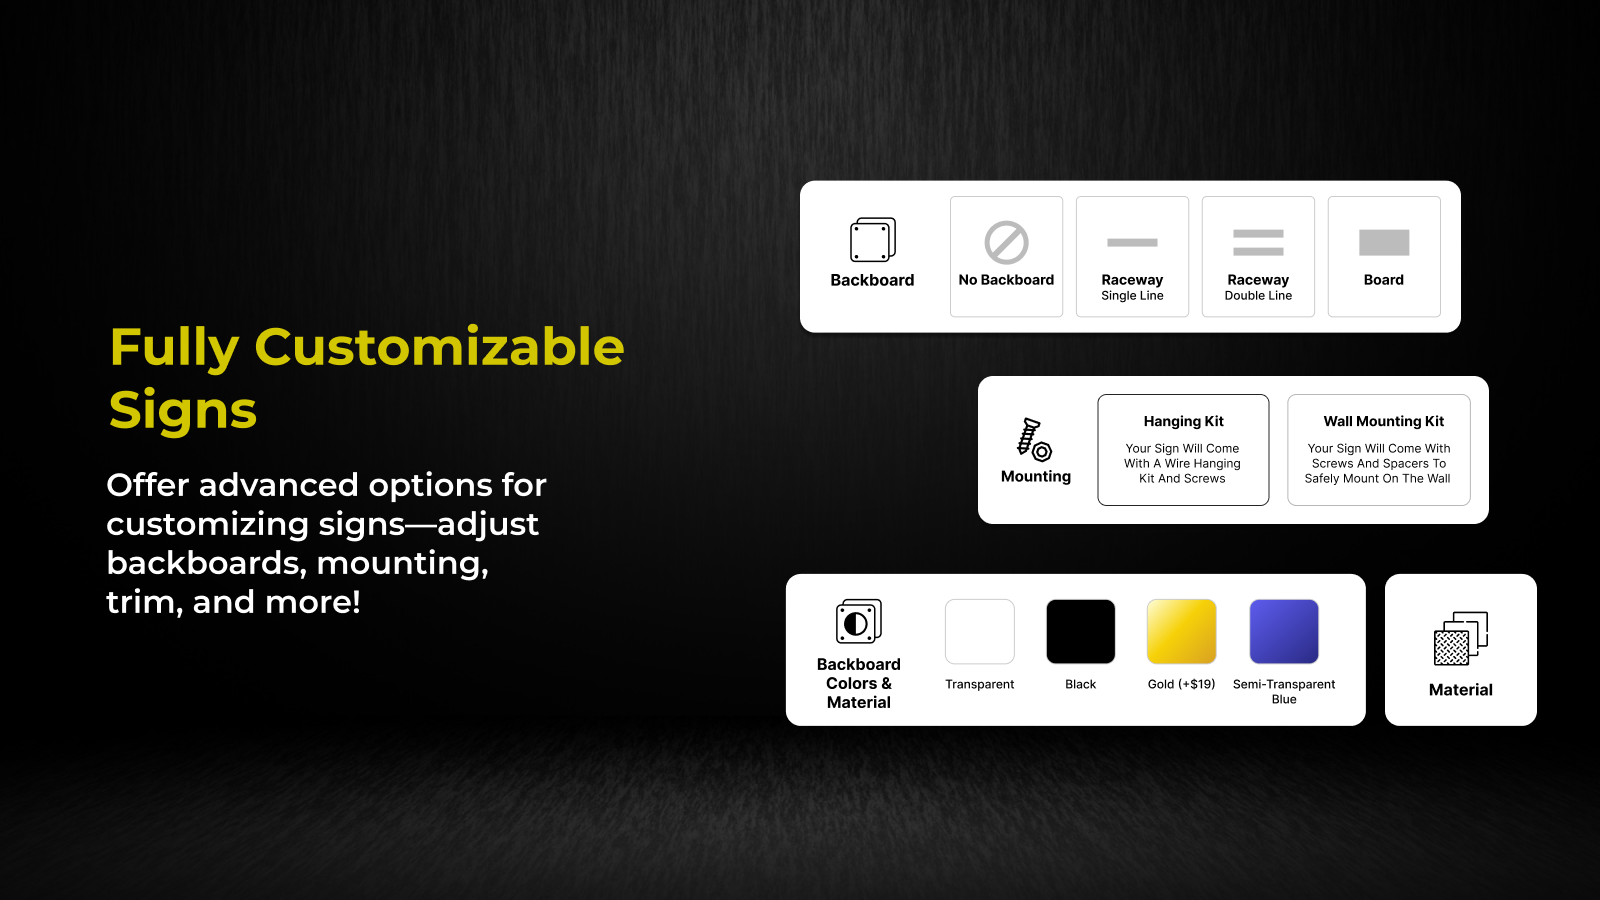 Fully Customizable
Signs
Offer advanced options for
customizing signs—adjust
backboards, mounting,
trim, and more!
Backboard
No Backboard
Raceway
Single Line
Raceway
Double Line
Board
Mounting
Hanging Kit
Your Sign Will Come
With A Wire Hanging
Kit And Screws
Wall Mounting Kit
Your Sign Will Come With
Screws And Spacers To
Safely Mount On The Wall
Backboard
Colors &
Material
Transparent
Black
Gold (+$19)
Semi-Transparent
Blue
Material